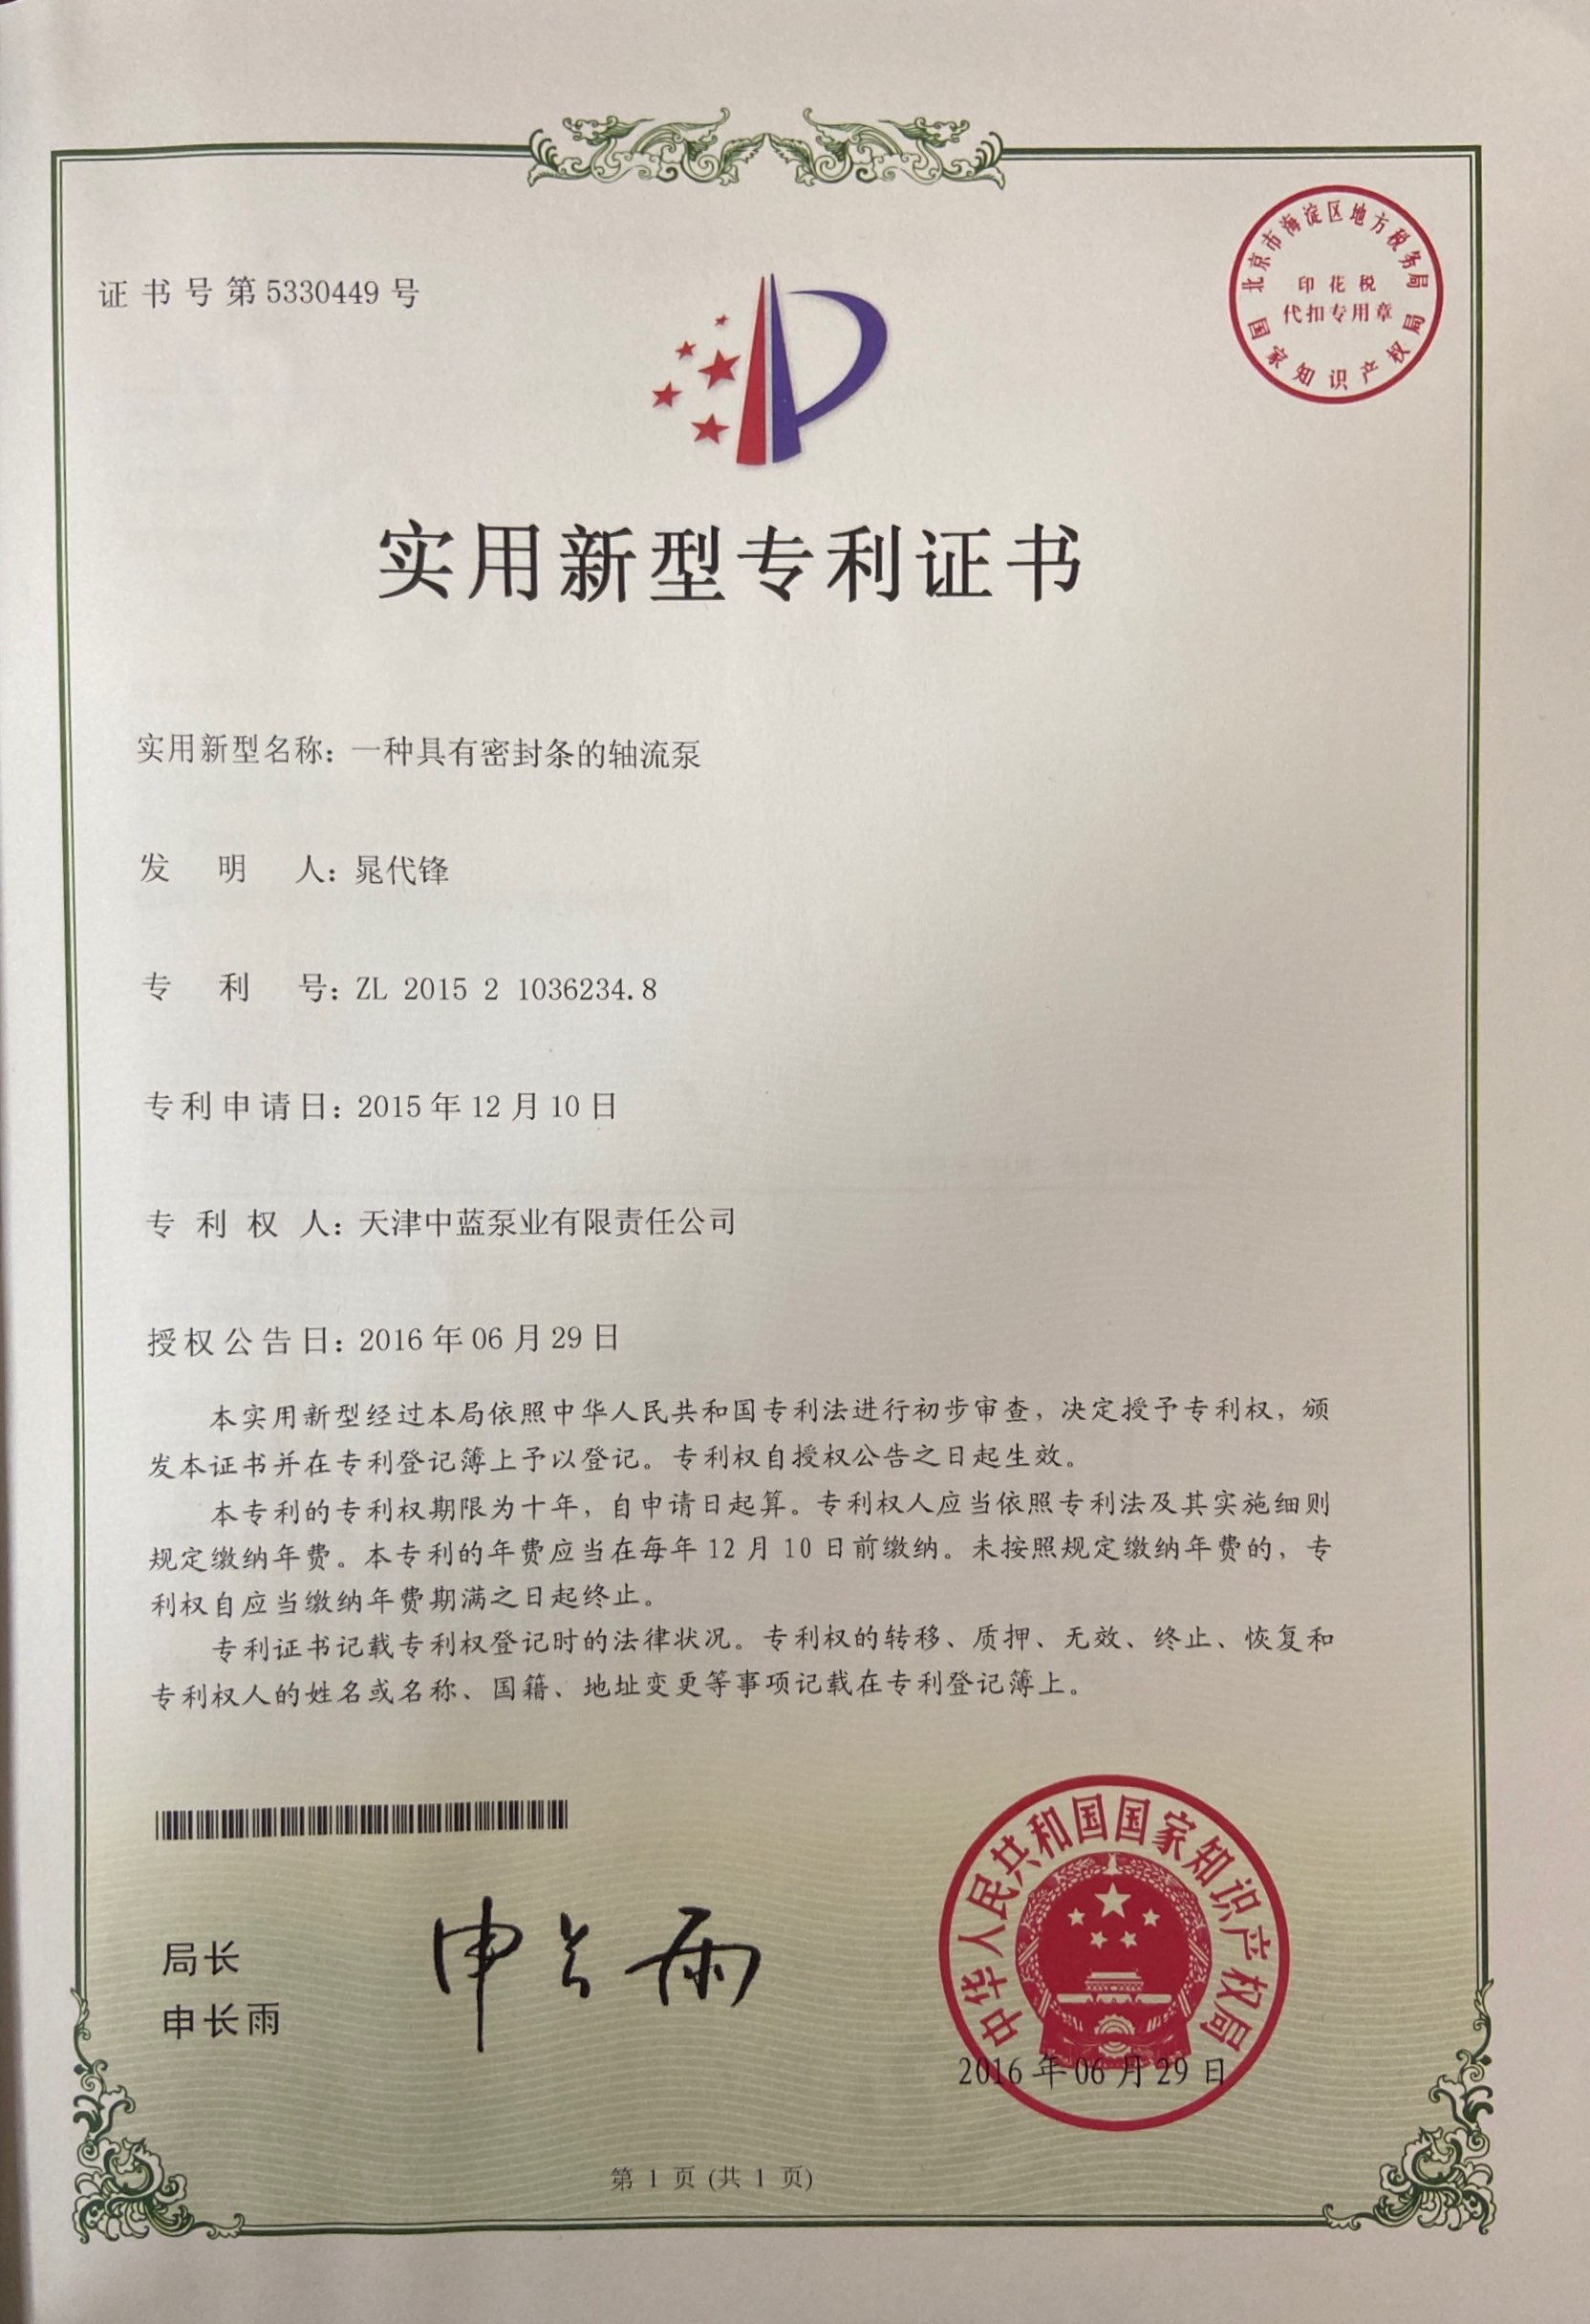 证书号第5330449号
北京市海淀区地方税务局
印花税
代扣专用章
国家知识产权局
实用新型专利证书
实用新型名称：一种具有密封条的轴流泵
发明人：晁代锋
专利号：ZL 2015 2 1036234.8
专利申请日：2015年12月10日
专利权人：天津中蓝泵业有限责任公司
授权公告日：2016年06月29日
本实用新型经过本局依照中华人民共和国专利法进行初步审查，决定授予专利权，颁
发本证书并在专利登记簿上予以登记。专利权自授权公告之日起生效。
本专利的专利权期限为十年，自申请日起算。专利权人应当依照专利法及其实施细则
规定缴纳年费。本专利的年费应当在每年12月10日前缴纳。未按照规定缴纳年费的，专
利权自应当缴纳年费期满之日起终止。
专利证书记载专利权登记时的法律状况。专利权的转移、质押、无效、终止、恢复和
专利权人的姓名或名称、国籍、地址变更等事项记载在专利登记簿上。
局长
申长雨
申长雨
中华人民共和国国家知识产权局
2016年06月29日
第1页(共1页)